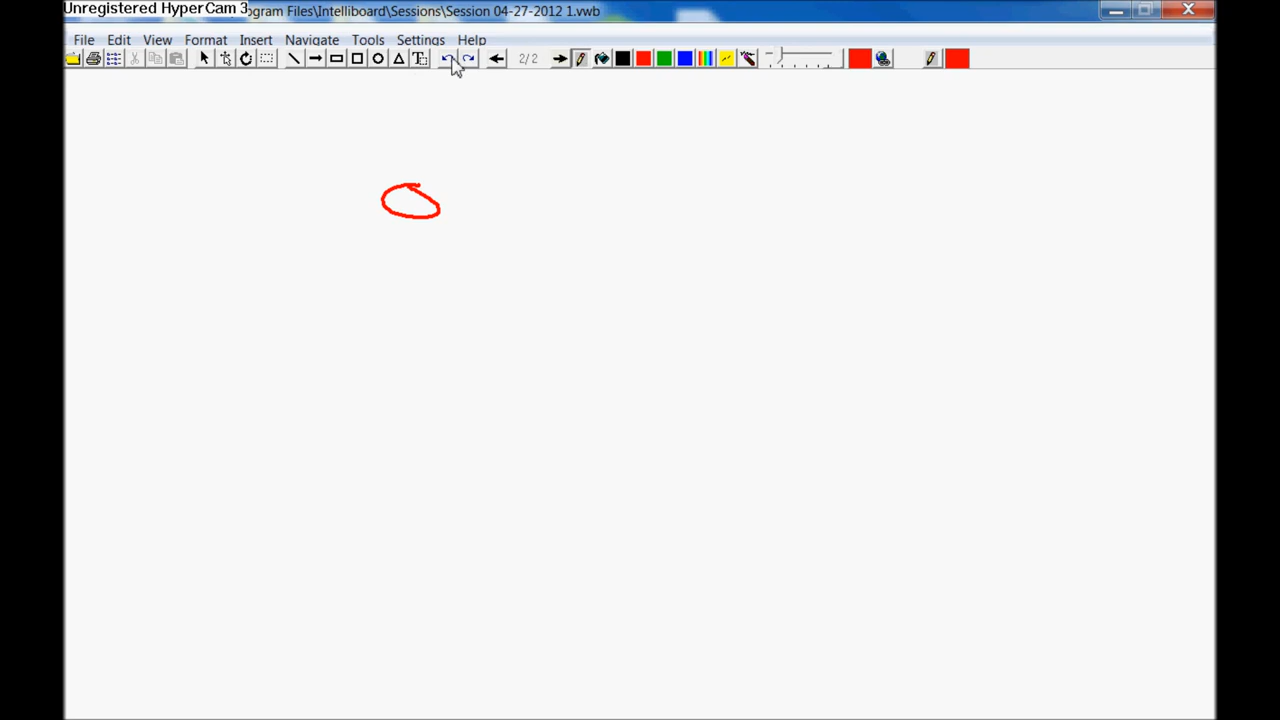 Unregistered HyperCam 3 ogram Files\Intelliboard\Sessions\Session 04-27-2012 1.vwb
File Edit View Format Insert Navigate Tools Settings Help
2/2